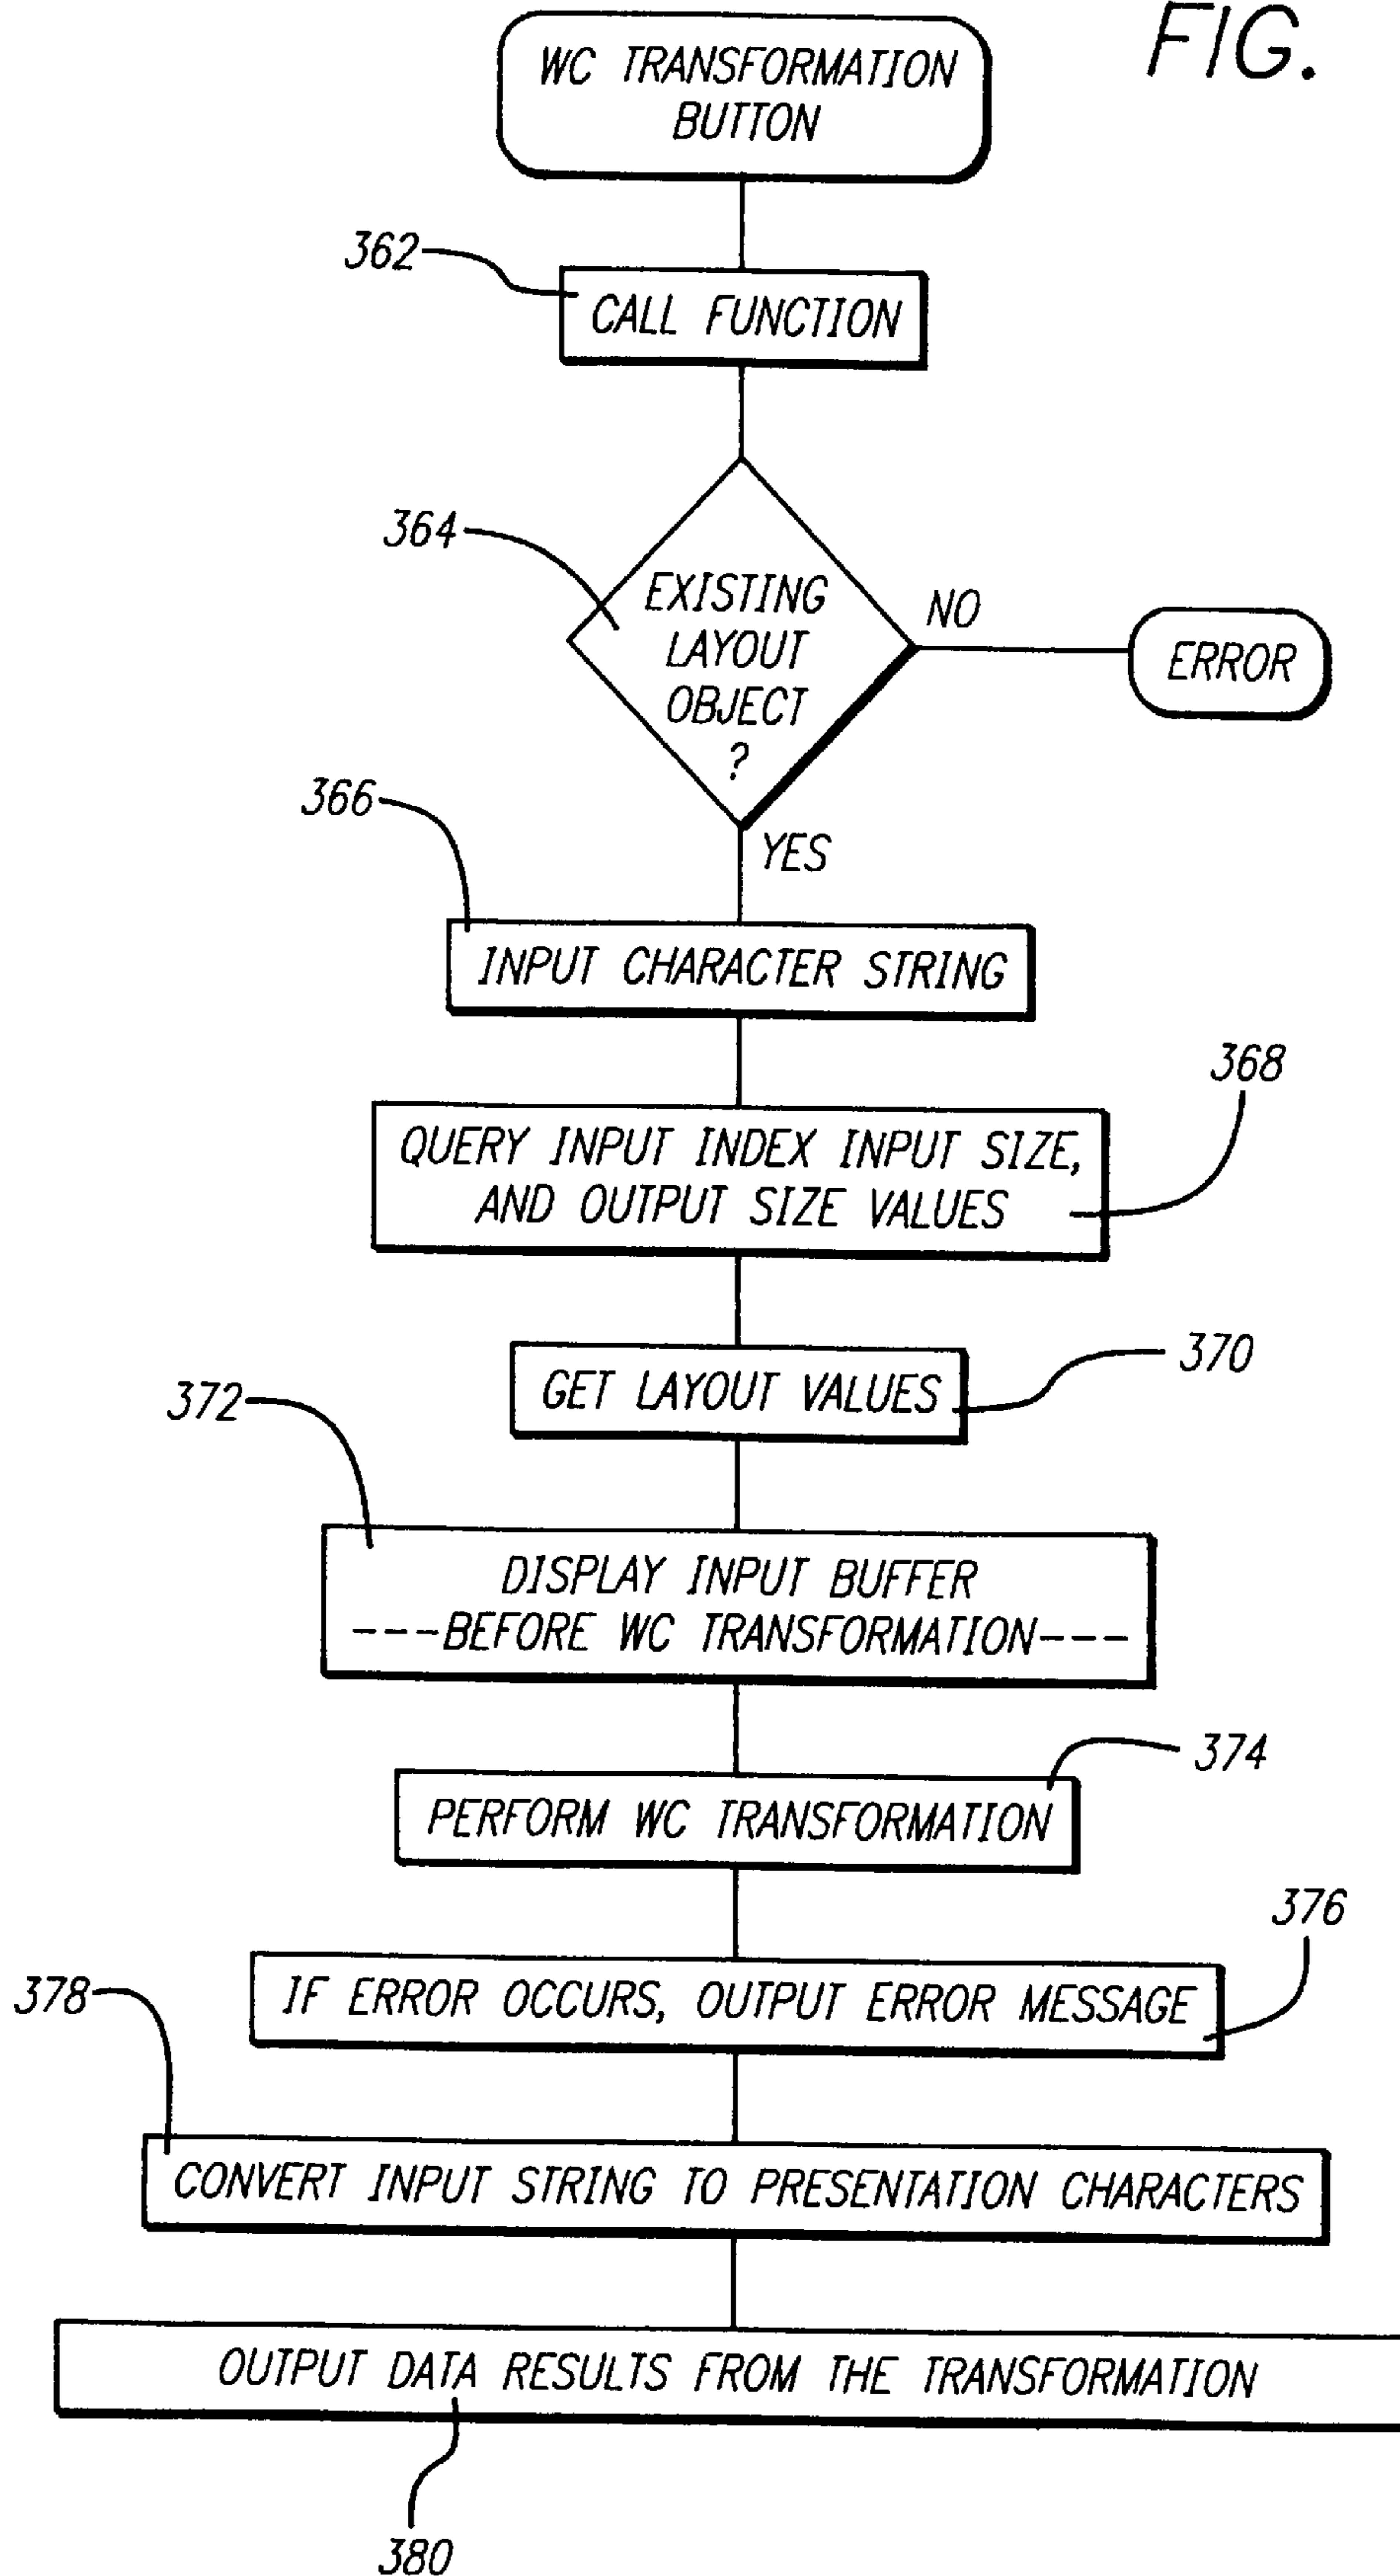 FIG.
WC TRANSFORMATION
BUTTON
362
CALL FUNCTION
364
EXISTING
LAYOUT
OBJECT
?
NO
ERROR
YES
366
INPUT CHARACTER STRING
368
QUERY INPUT INDEX INPUT SIZE,
AND OUTPUT SIZE VALUES
370
GET LAYOUT VALUES
372
DISPLAY INPUT BUFFER
---BEFORE WC TRANSFORMATION---
374
PERFORM WC TRANSFORMATION
376
IF ERROR OCCURS, OUTPUT ERROR MESSAGE
378
CONVERT INPUT STRING TO PRESENTATION CHARACTERS
OUTPUT DATA RESULTS FROM THE TRANSFORMATION
380